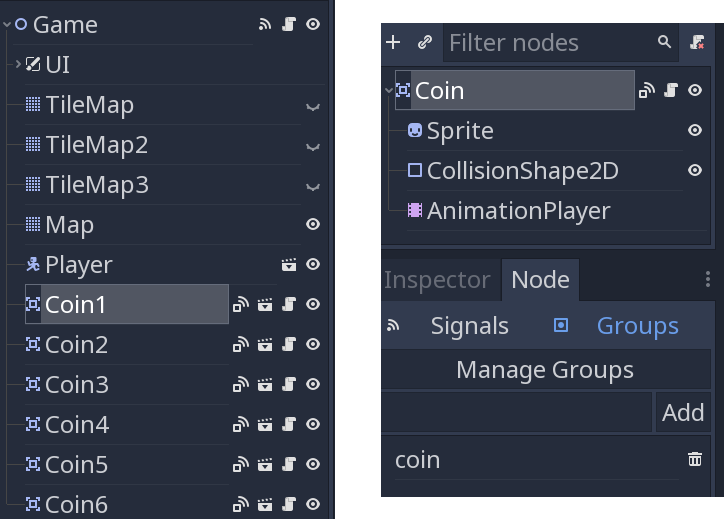 Game
UI
TileMap
TileMap2
TileMap3
Map
Player
Coin1
Coin2
Coin3
Coin4
Coin5
Coin6
Filter nodes
Coin
Sprite
CollisionShape2D
AnimationPlayer
Inspector Node
Signals Groups
Manage Groups
Add
coin